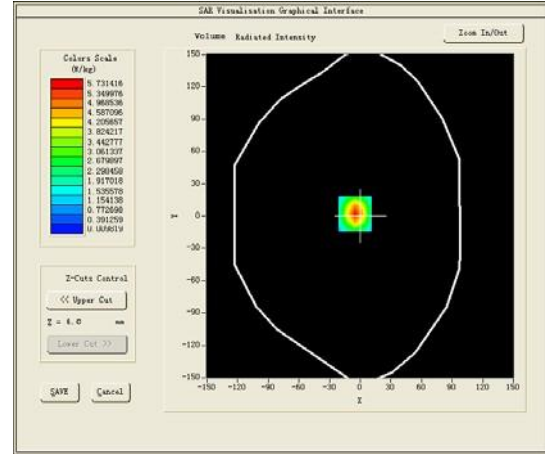 SAR Visualisation Graphical Interface
Volume Radiated Intensity
Zoom In/Out
Colors Scale
(W/kg)
5.731416
5.349976
4.968536
4.587096
4.205657
3.824217
3.442777
3.061337
2.679897
2.298458
1.917018
1.535578
1.154138
0.772698
0.391259
0.009819
Z-Cuts Control
<< Upper Cut
Z = 4.0 mm
Lower Cut >>
SAVE
Cancel
150
120
90
60
30
0
-30
-60
-90
-120
-150
Y
-150 -120 -90 -60 -30 0 30 60 90 120 150
X